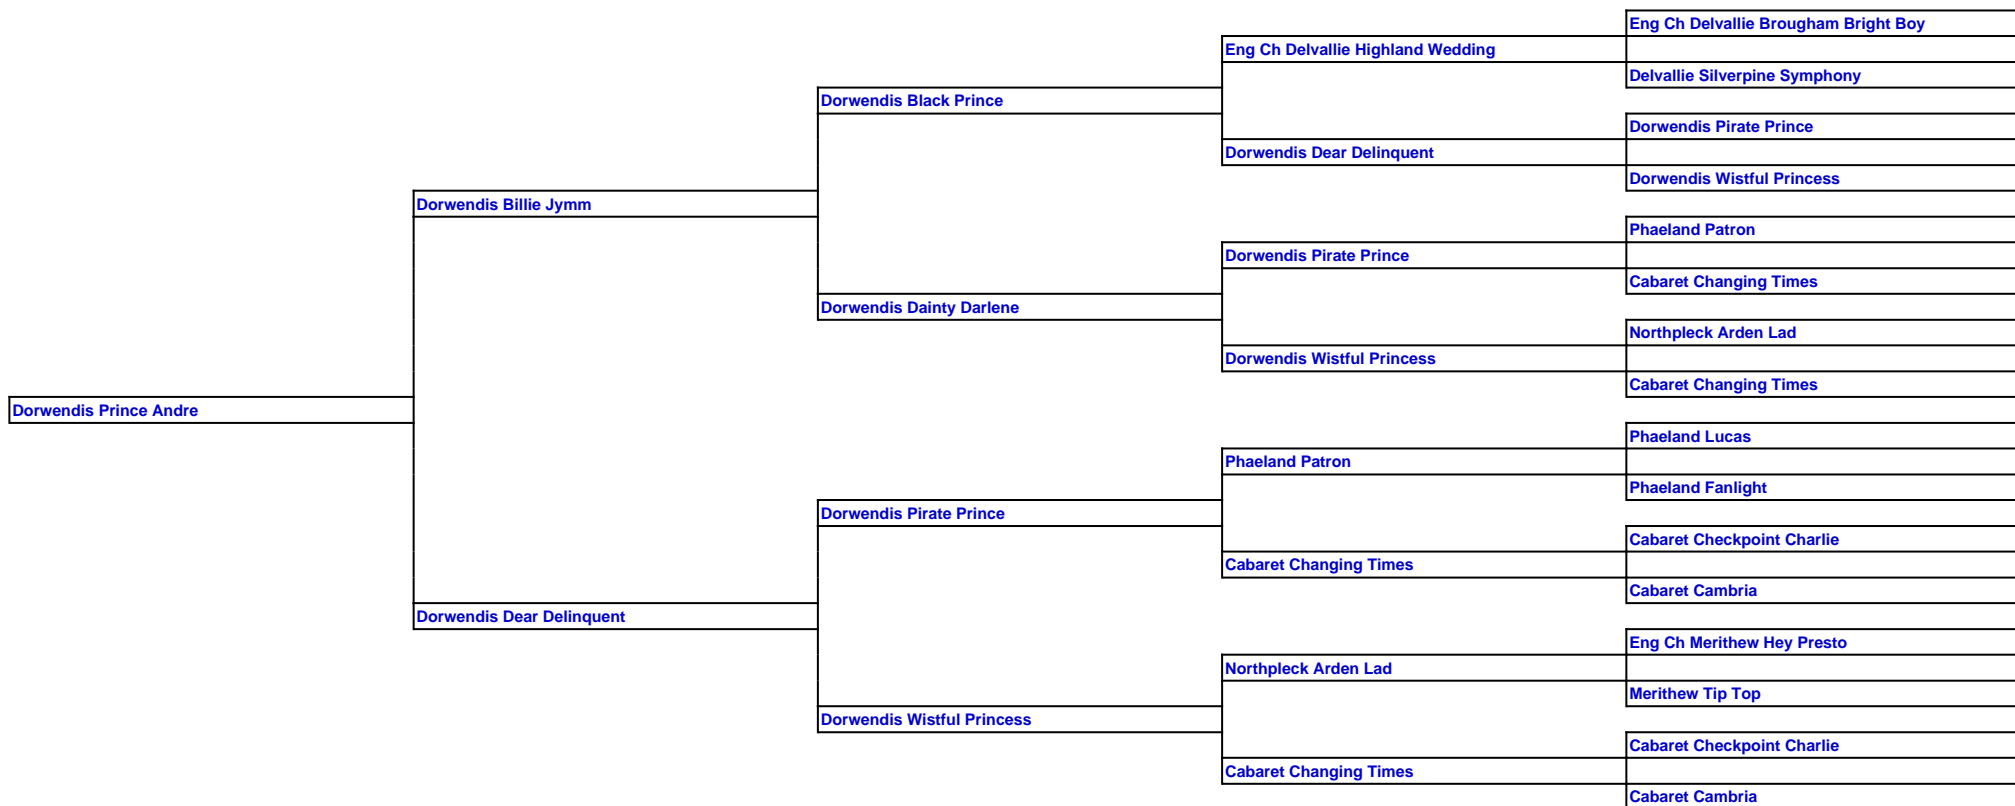 Eng Ch Delvallie Brougham Bright Boy
Eng Ch Delvallie Highland Wedding
Delvallie Silverpine Symphony
Dorwendis Black Prince
Dorwendis Pirate Prince
Dorwendis Dear Delinquent
Dorwendis Wistful Princess
Dorwendis Billie Jymm
Phaeland Patron
Dorwendis Pirate Prince
Cabaret Changing Times
Dorwendis Dainty Darlene
Northpleck Arden Lad
Dorwendis Wistful Princess
Cabaret Changing Times
Dorwendis Prince Andre
Phaeland Lucas
Phaeland Patron
Phaeland Fanlight
Dorwendis Pirate Prince
Cabaret Checkpoint Charlie
Cabaret Changing Times
Cabaret Cambria
Dorwendis Dear Delinquent
Eng Ch Merithew Hey Presto
Northpleck Arden Lad
Merithew Tip Top
Dorwendis Wistful Princess
Cabaret Checkpoint Charlie
Cabaret Changing Times
Cabaret Cambria